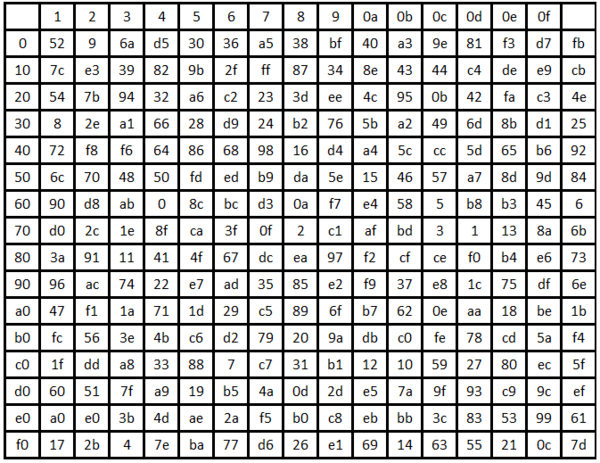 1 2 3 4 5 6 7 8 9 0a 0b 0c 0d 0e 0f
0 52 9 6a d5 30 36 a5 38 bf 40 a3 9e 81 f3 d7 fb
10 7c e3 39 82 9b 2f ff 87 34 8e 43 44 c4 de e9 cb
20 54 7b 94 32 a6 c2 23 3d ee 4c 95 0b 42 fa c3 4e
30 8 2e a1 66 28 d9 24 b2 76 5b a2 49 6d 8b d1 25
40 72 f8 f6 64 86 68 98 16 d4 a4 5c cc 5d 65 b6 92
50 6c 70 48 50 fd ed b9 da 5e 15 46 57 a7 8d 9d 84
60 90 d8 ab 0 8c bc d3 0a f7 e4 58 5 b8 b3 45 6
70 d0 2c 1e 8f ca 3f 0f 2 c1 af bd 3 1 13 8a 6b
80 3a 91 11 41 4f 67 dc ea 97 f2 cf ce f0 b4 e6 73
90 96 ac 74 22 e7 ad 35 85 e2 f9 37 e8 1c 75 df 6e
a0 47 f1 1a 71 1d 29 c5 89 6f b7 62 0e aa 18 be 1b
b0 fc 56 3e 4b c6 d2 79 20 9a db c0 fe 78 cd 5a f4
c0 1f dd a8 33 88 7 c7 31 b1 12 10 59 27 80 ec 5f
d0 60 51 7f a9 19 b5 4a 0d 2d e5 7a 9f 93 c9 9c ef
e0 a0 e0 3b 4d ae 2a f5 b0 c8 eb bb 3c 83 53 99 61
f0 17 2b 4 7e ba 77 d6 26 e1 69 14 63 55 21 0c 7d